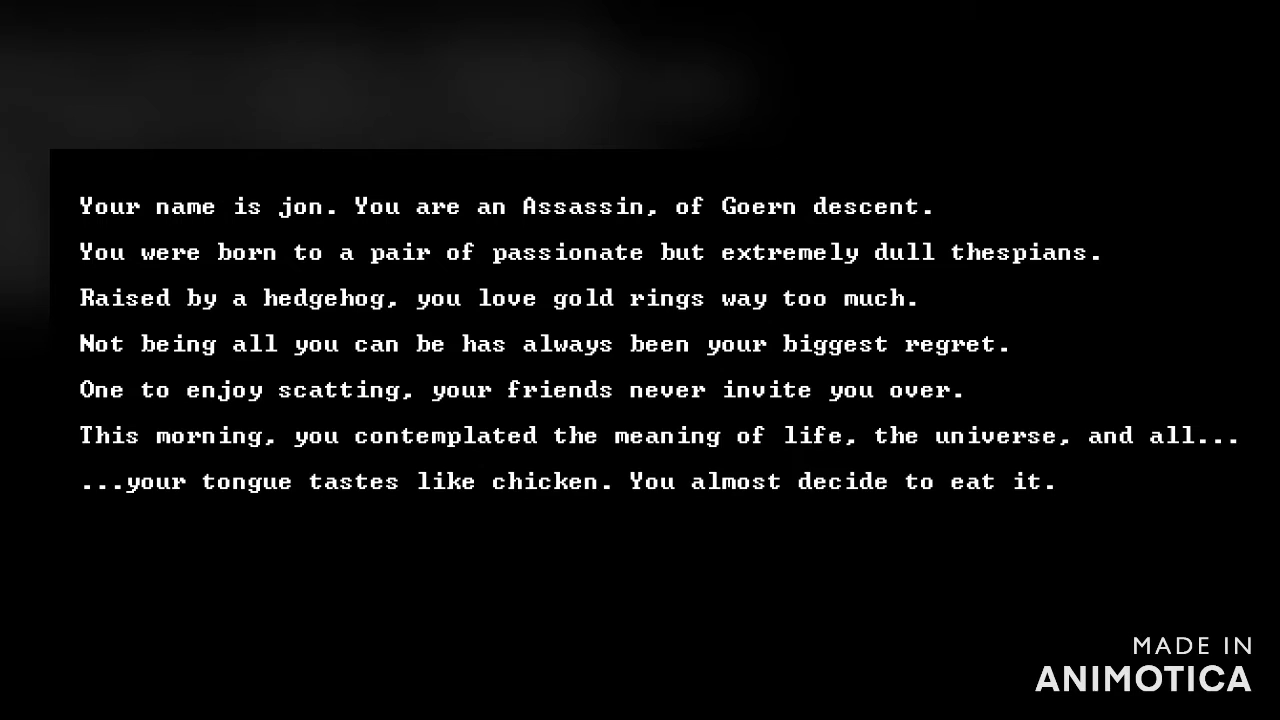 Your name is jon. You are an Assassin, of Goern descent.
You were born to a pair of passionate but extremely dull thespians.
Raised by a hedgehog, you love gold rings way too much.
Not being all you can be has always been your biggest regret.
One to enjoy scatting, your friends never invite you over.
This morning, you contemplated the meaning of life, the universe, and all...
...your tongue tastes like chicken. You almost decide to eat it.
MADE IN
ANIMOTICA